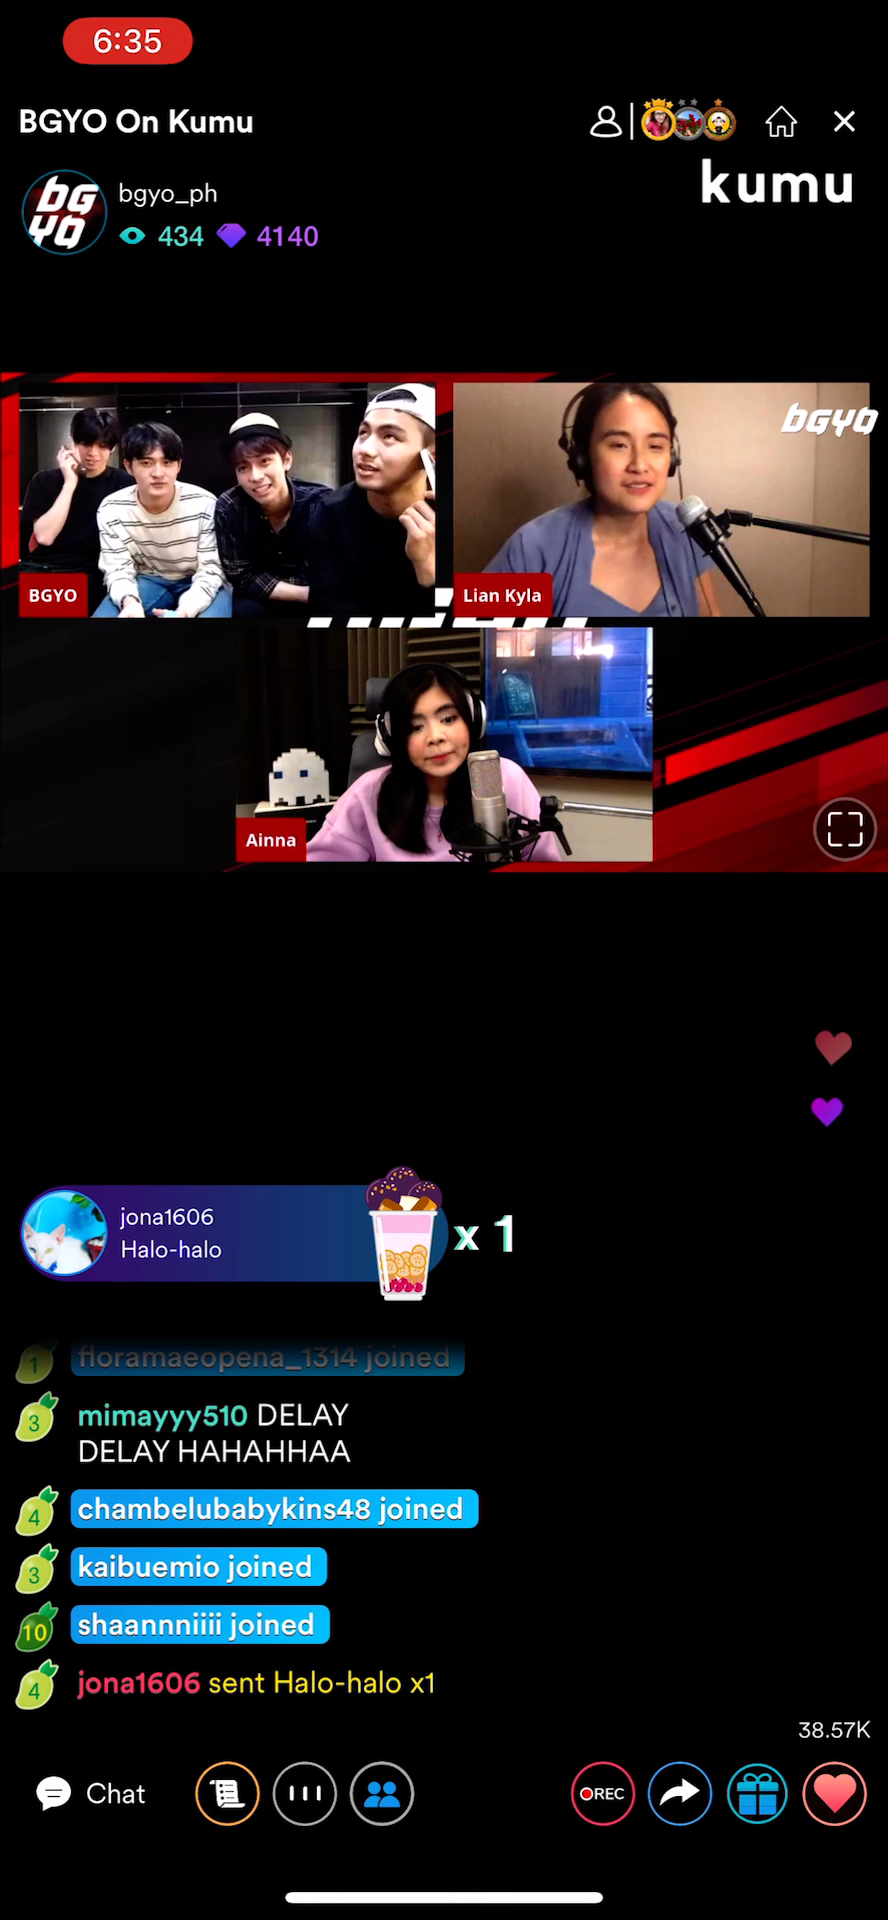 6:35
BGYO On Kumu
kumu
BG
YO
bgyo_ph
434 4140
BGYO
BGYO
Lian Kyla
Ainna
jona1606
Halo-halo
x 1
1 floramaeopena_1314 joined
3 mimayyy510 DELAY
DELAY HAHAHHAA
4 chambelubabykins48 joined
3 kaibuemio joined
10 shaannniiii joined
4 jona1606 sent Halo-halo x1
38.57K
Chat
REC